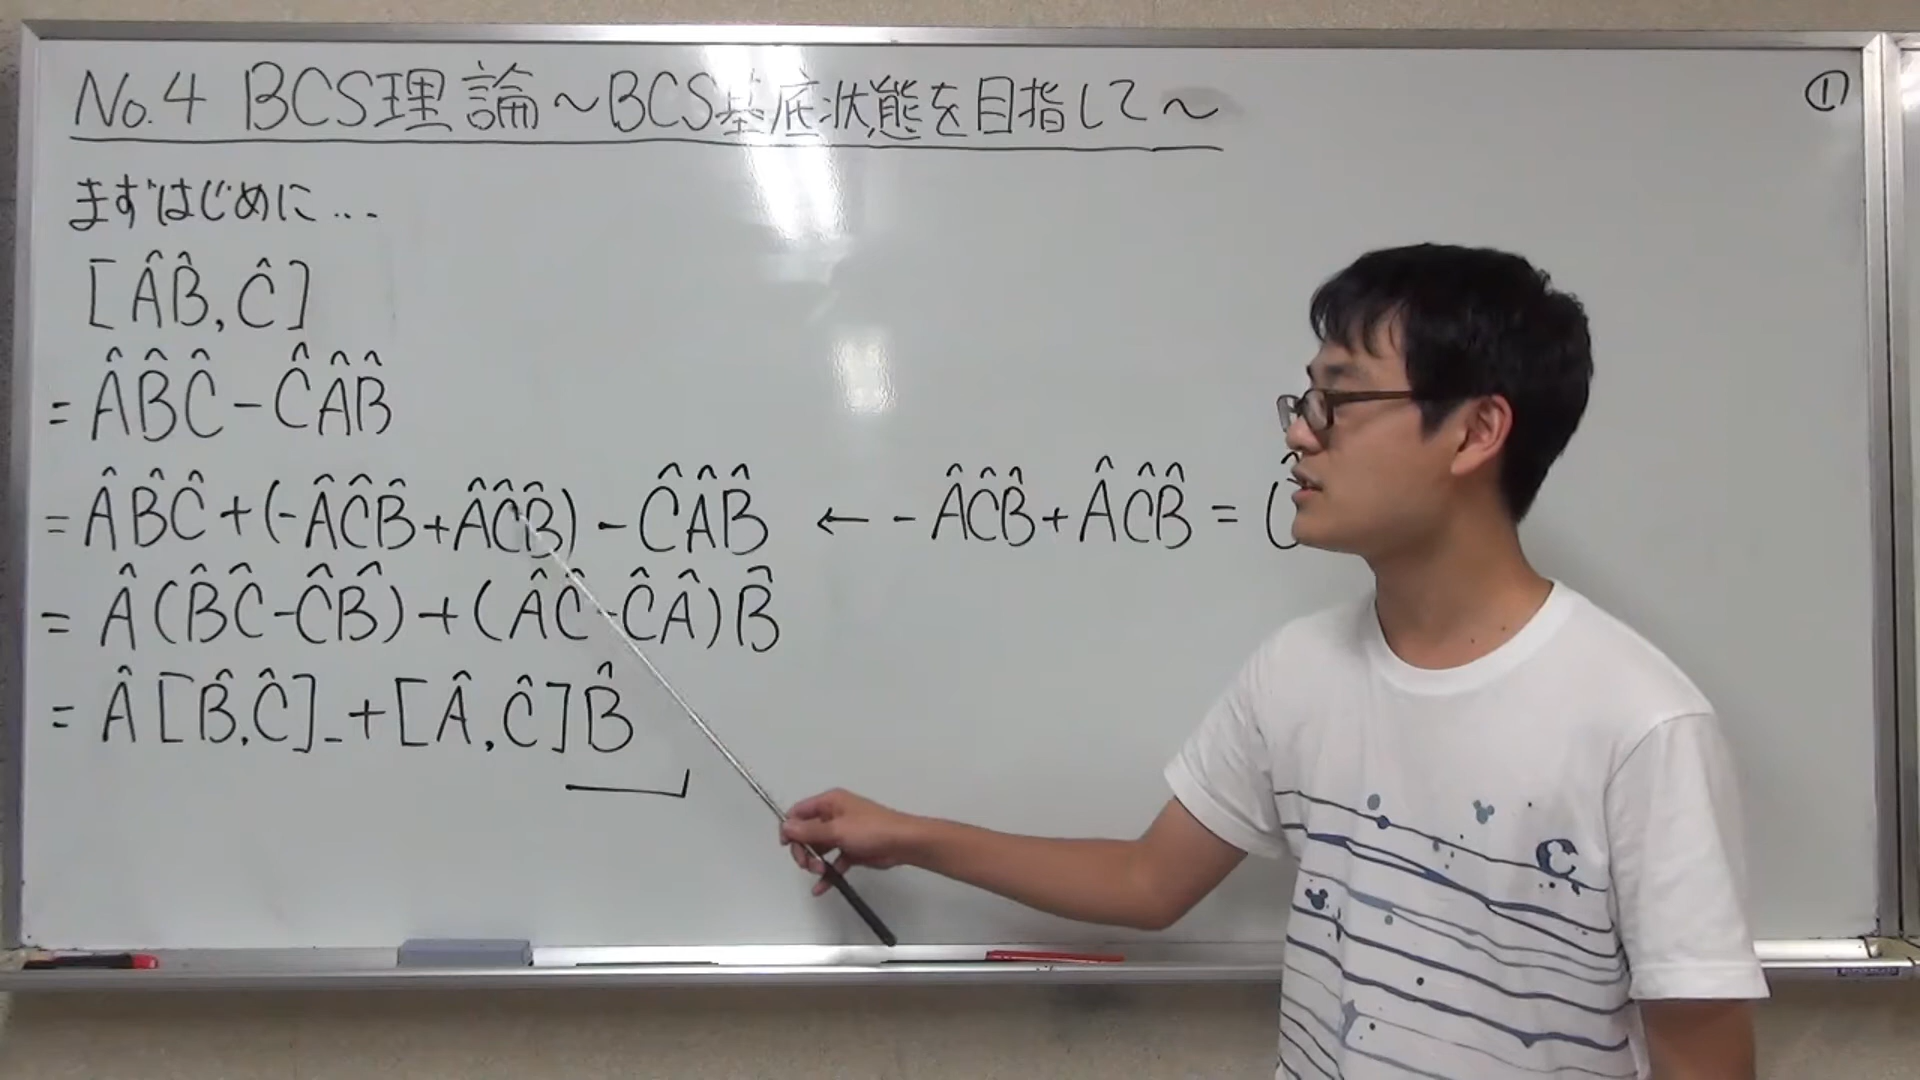 No.4 BCS理論～BCS基底状態を目指して～
①
まずはじめに...
[ÂB̂,Ĉ]
= ÂB̂Ĉ-ĈÂB̂
= ÂB̂Ĉ+(-ÂĈB̂+ÂĈB̂)-ĈÂB̂ ← -ÂĈB̂+ÂĈB̂=
= Â(B̂Ĉ-ĈB̂)+(ÂĈ-ĈÂ)B̂
= Â[B̂,Ĉ]_+[Â,Ĉ]B̂